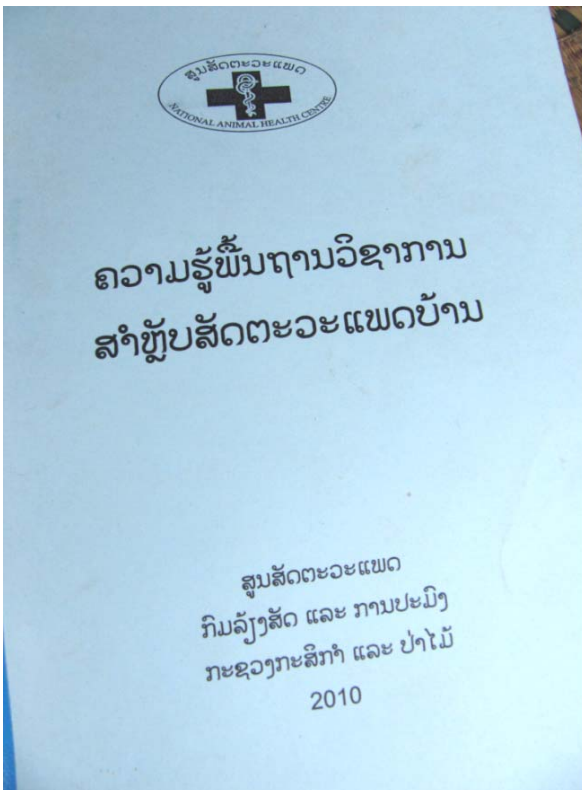 ສູນສັດຕະວະແພດ
NATIONAL ANIMAL HEALTH CENTRE
ຄວາມຮູ້ພື້ນຖານວິຊາການ
ສຳຫຼັບສັດຕະວະແພດບ້ານ
ສູນສັດຕະວະແພດ
ກົມລ້ຽງສັດ ແລະ ການປະມົງ
ກະຊວງກະສິກຳ ແລະ ປ່າໄມ້
2010